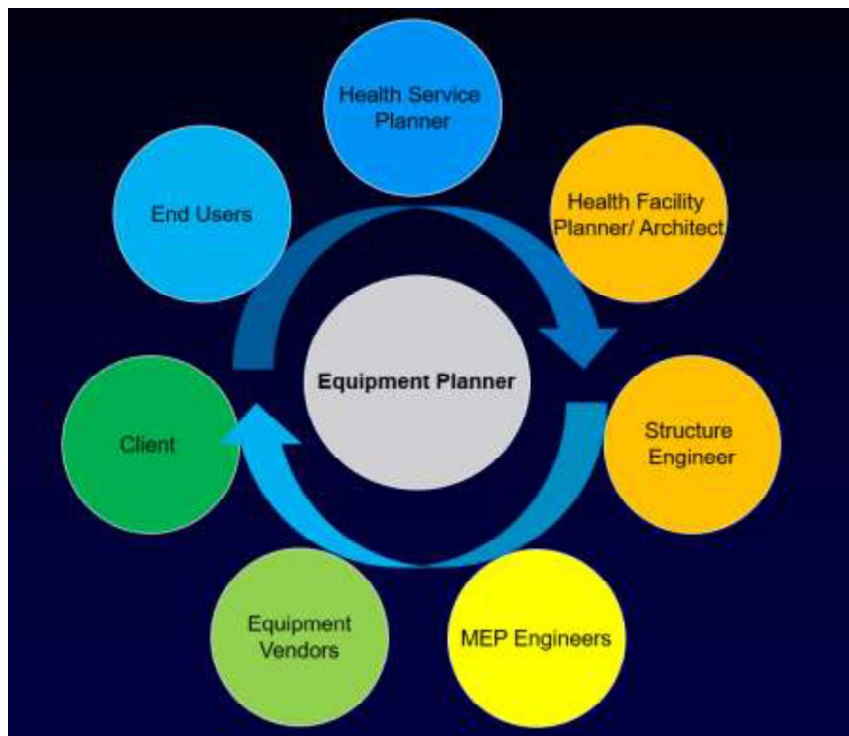 Health Service
Planner
End Users
Health Facility
Planner/ Architect
Equipment Planner
Client
Structure
Engineer
Equipment
Vendors
MEP Engineers